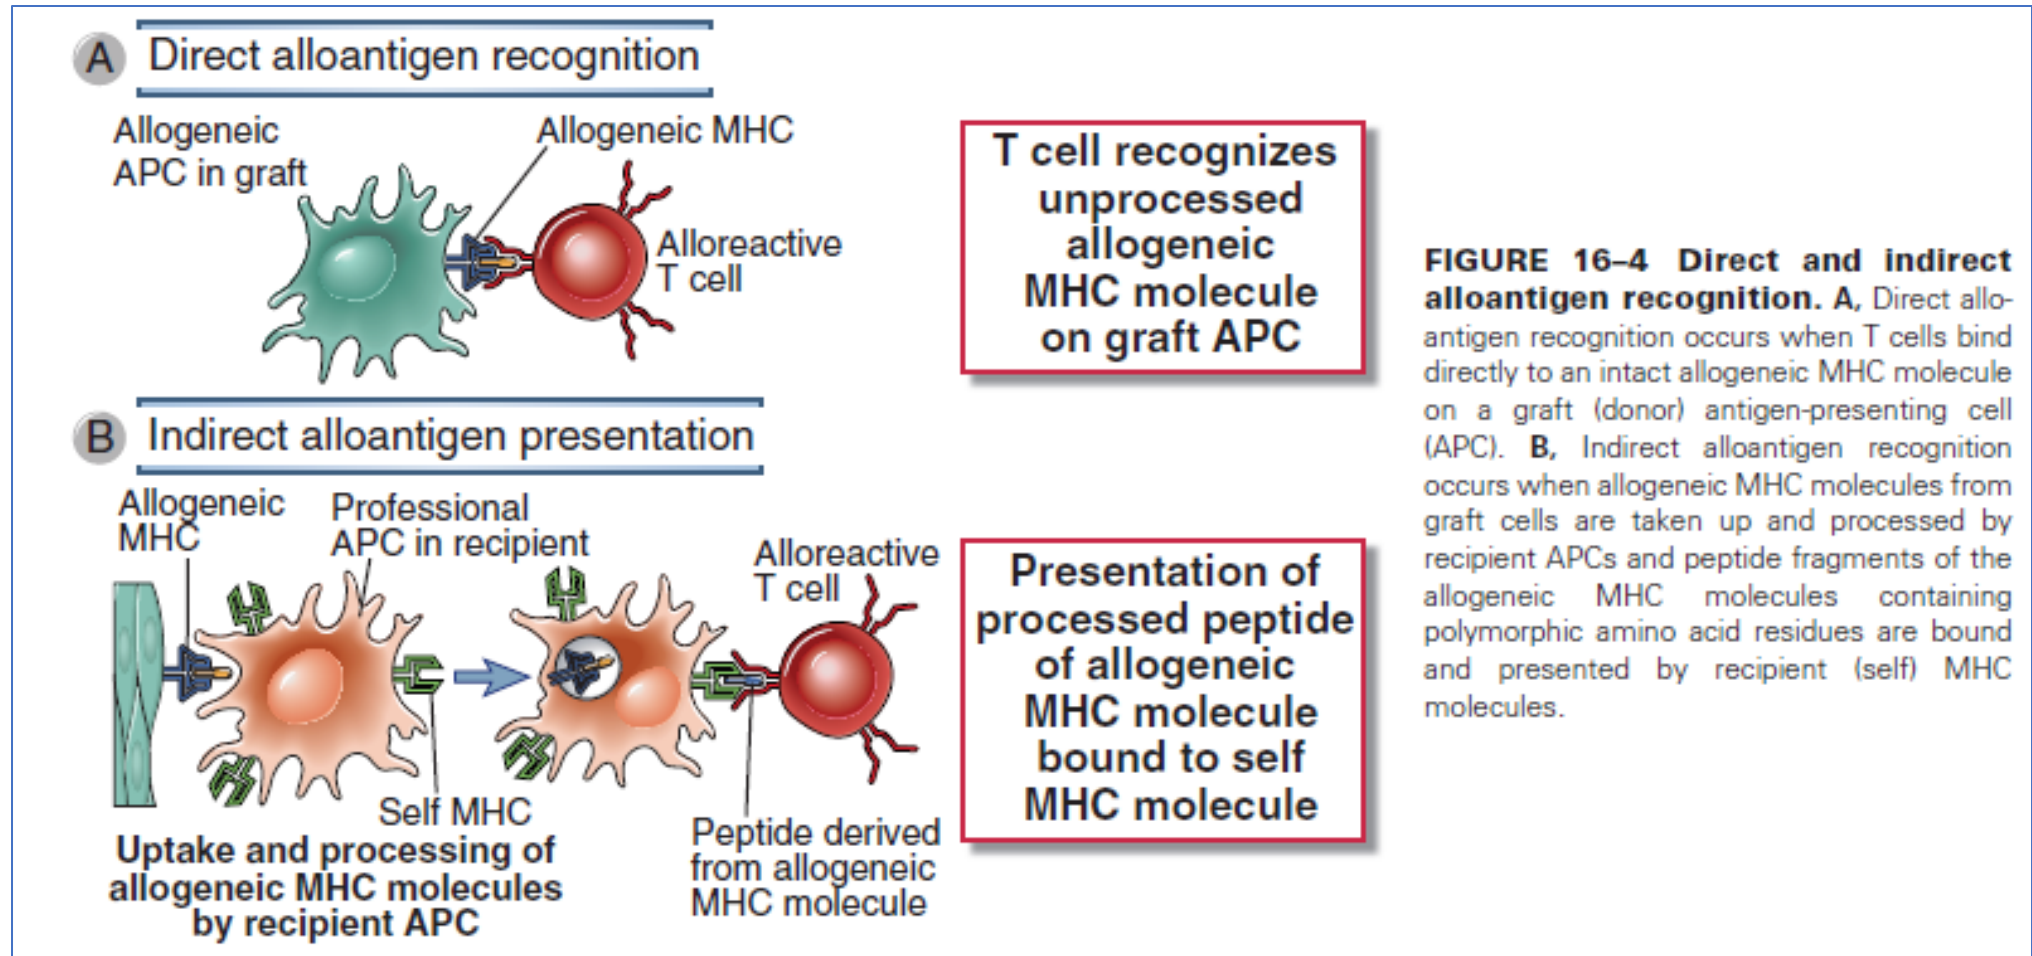 A Direct alloantigen recognition
Allogeneic
APC in graft
Allogeneic MHC
Alloreactive
T cell
T cell recognizes
unprocessed
allogeneic
MHC molecule
on graft APC
B Indirect alloantigen presentation
Allogeneic
MHC
Professional
APC in recipient
Alloreactive
T cell
Self MHC
Uptake and processing of
allogeneic MHC molecules
by recipient APC
Peptide derived
from allogeneic
MHC molecule
Presentation of
processed peptide
of allogeneic
MHC molecule
bound to self
MHC molecule
FIGURE 16–4 Direct and indirect
alloantigen recognition. A, Direct allo-
antigen recognition occurs when T cells bind
directly to an intact allogeneic MHC molecule
on a graft (donor) antigen-presenting cell
(APC). B, Indirect alloantigen recognition
occurs when allogeneic MHC molecules from
graft cells are taken up and processed by
recipient APCs and peptide fragments of the
allogeneic MHC molecules containing
polymorphic amino acid residues are bound
and presented by recipient (self) MHC
molecules.